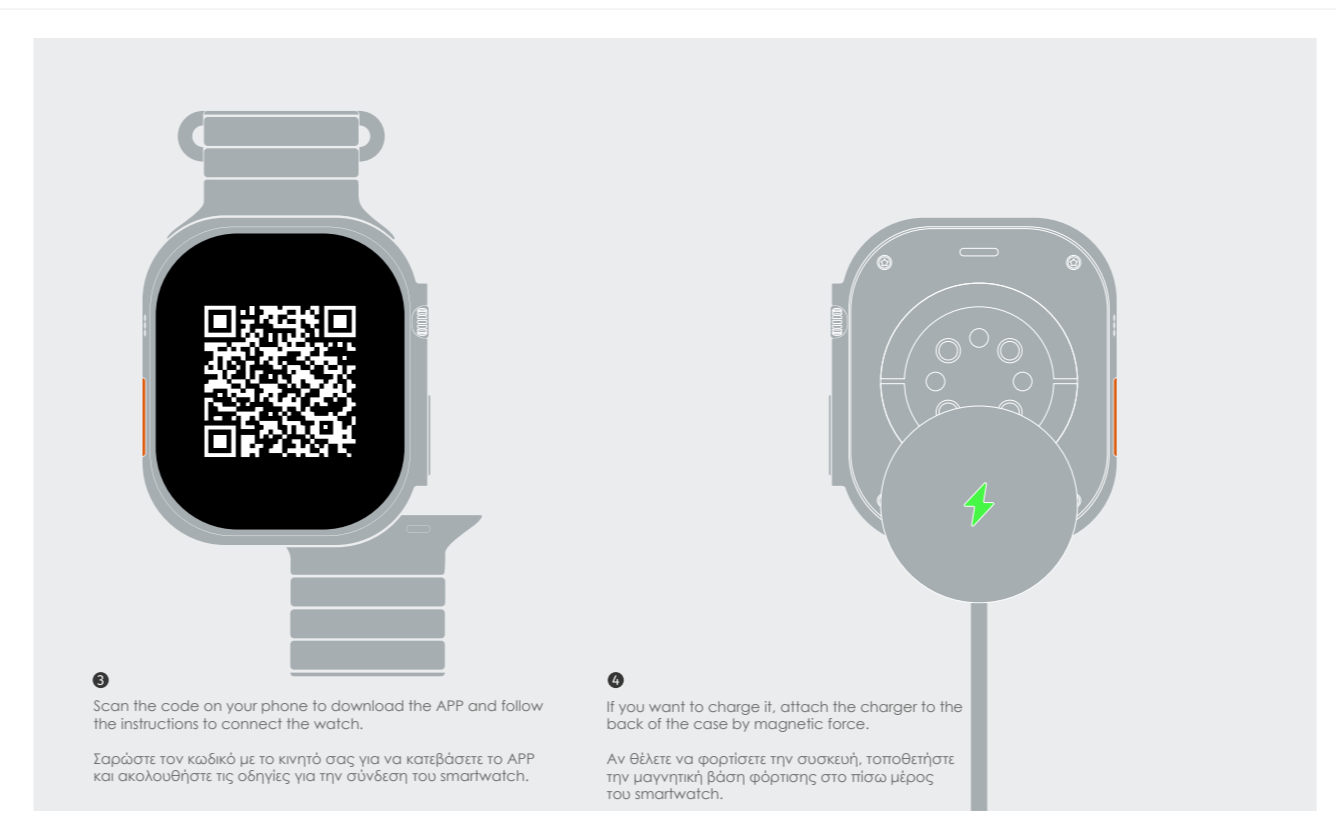 3
Scan the code on your phone to download the APP and follow
the instructions to connect the watch.
Σαρώστε τον κωδικό με το κινητό σας για να κατεβάσετε το APP
και ακολουθήστε τις οδηγίες για την σύνδεση του smartwatch.
4
If you want to charge it, attach the charger to the
back of the case by magnetic force.
Αν θέλετε να φορτίσετε την συσκευή, τοποθετήστε
την μαγνητική βάση φόρτισης στο πίσω μέρος
του smartwatch.